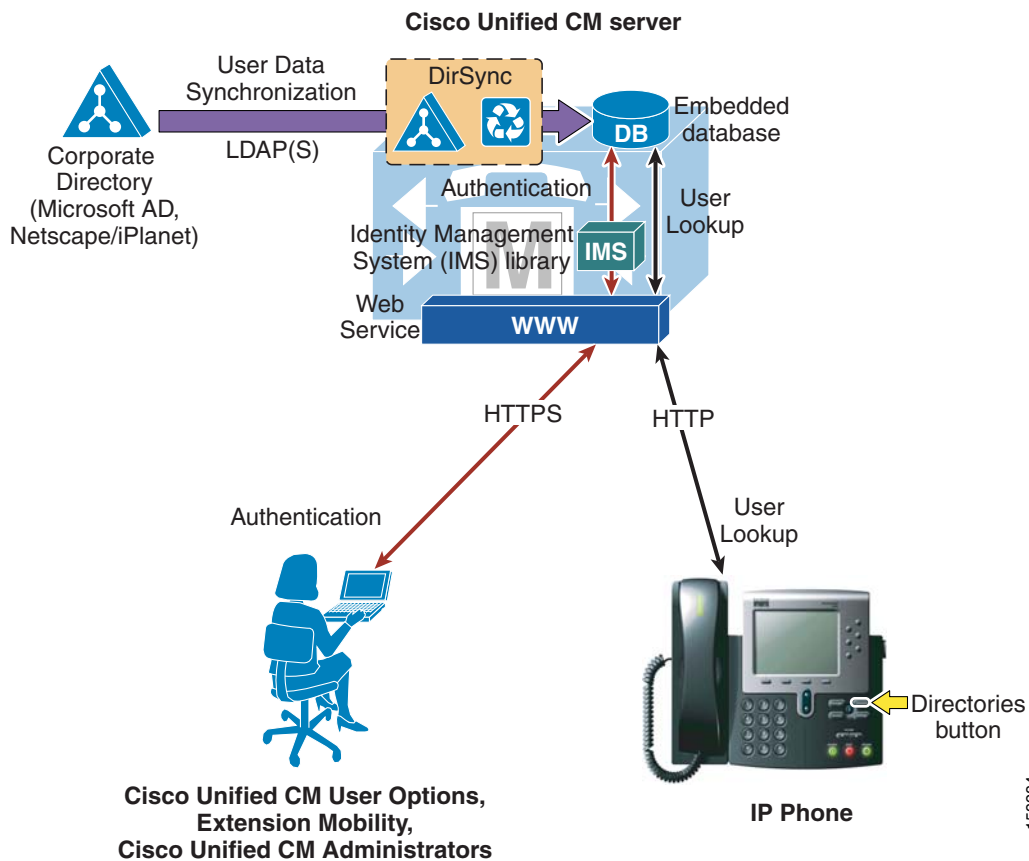 Cisco Unified CM server
User Data
Synchronization
LDAP(S)
Corporate
Directory
(Microsoft AD,
Netscape/iPlanet)
DirSync
DB
Embedded
database
Authentication
User
Lookup
Identity Management
System (IMS) library
IMS
M
Web
Service
WWW
HTTPS
HTTP
Authentication
User
Lookup
Directories
button
Cisco Unified CM User Options,
Extension Mobility,
Cisco Unified CM Administrators
IP Phone